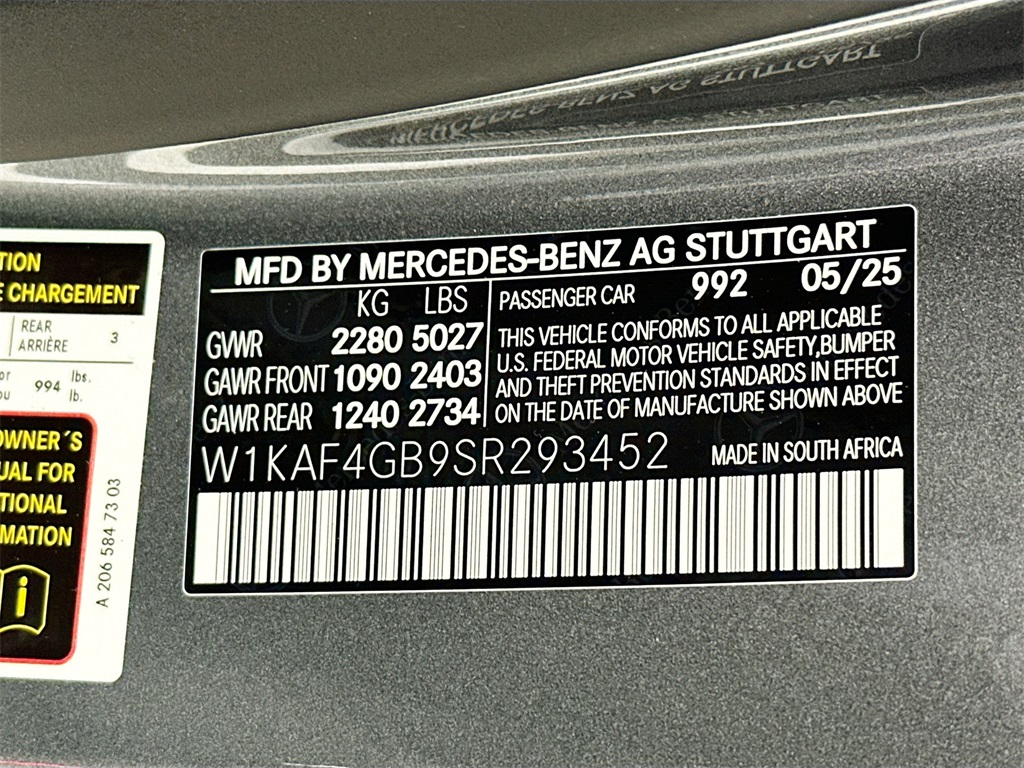 TION
E CHARGEMENT
REAR
ARRIÈRE 3
or
ou 994 lbs.
lb.
OWNER´S
UAL FOR
TIONAL
MATION
i
A 206 584 73 03
MFD BY MERCEDES-BENZ AG STUTTGART
KG LBS
GVWR 2280 5027
GAWR FRONT 1090 2403
GAWR REAR 1240 2734
PASSENGER CAR 992 05/25
THIS VEHICLE CONFORMS TO ALL APPLICABLE
U.S. FEDERAL MOTOR VEHICLE SAFETY,BUMPER
AND THEFT PREVENTION STANDARDS IN EFFECT
ON THE DATE OF MANUFACTURE SHOWN ABOVE
W1KAF4GB9SR293452
MADE IN SOUTH AFRICA